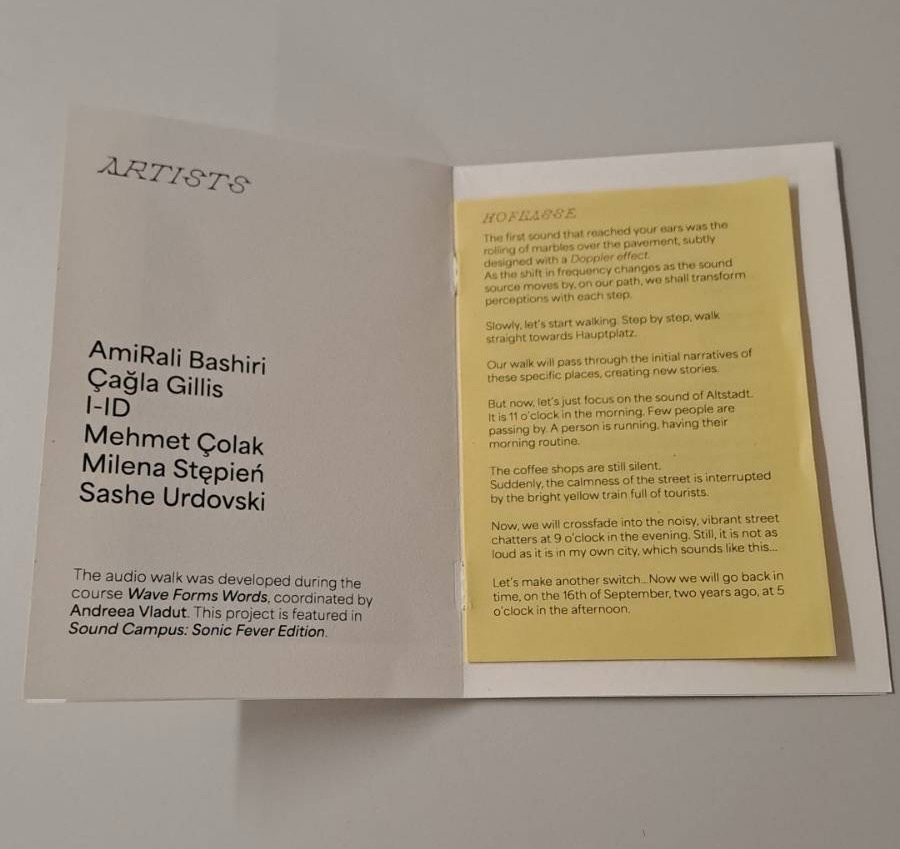 ARTISTS
AmiRali Bashiri
Çağla Gillis
I-ID
Mehmet Çolak
Milena Stępień
Sashe Urdovski
The audio walk was developed during the
course Wave Forms Words, coordinated by
Andreea Vladut. This project is featured in
Sound Campus: Sonic Fever Edition.
HOFRASSE
The first sound that reached your ears was the
rolling of marbles over the pavement, subtly
designed with a Doppler effect.
As the shift in frequency changes as the sound
source moves by, on our path, we shall transform
perceptions with each step.
Slowly, let's start walking. Step by step, walk
straight towards Hauptplatz.
Our walk will pass through the initial narratives of
these specific places, creating new stories.
But now, let's just focus on the sound of Altstadt.
It is 11 o'clock in the morning. Few people are
passing by. A person is running, having their
morning routine.
The coffee shops are still silent.
Suddenly, the calmness of the street is interrupted
by the bright yellow train full of tourists.
Now, we will crossfade into the noisy, vibrant street
chatters at 9 o'clock in the evening. Still, it is not as
loud as it is in my own city, which sounds like this...
Let's make another switch... Now we will go back in
time, on the 16th of September, two years ago, at 5
o'clock in the afternoon.